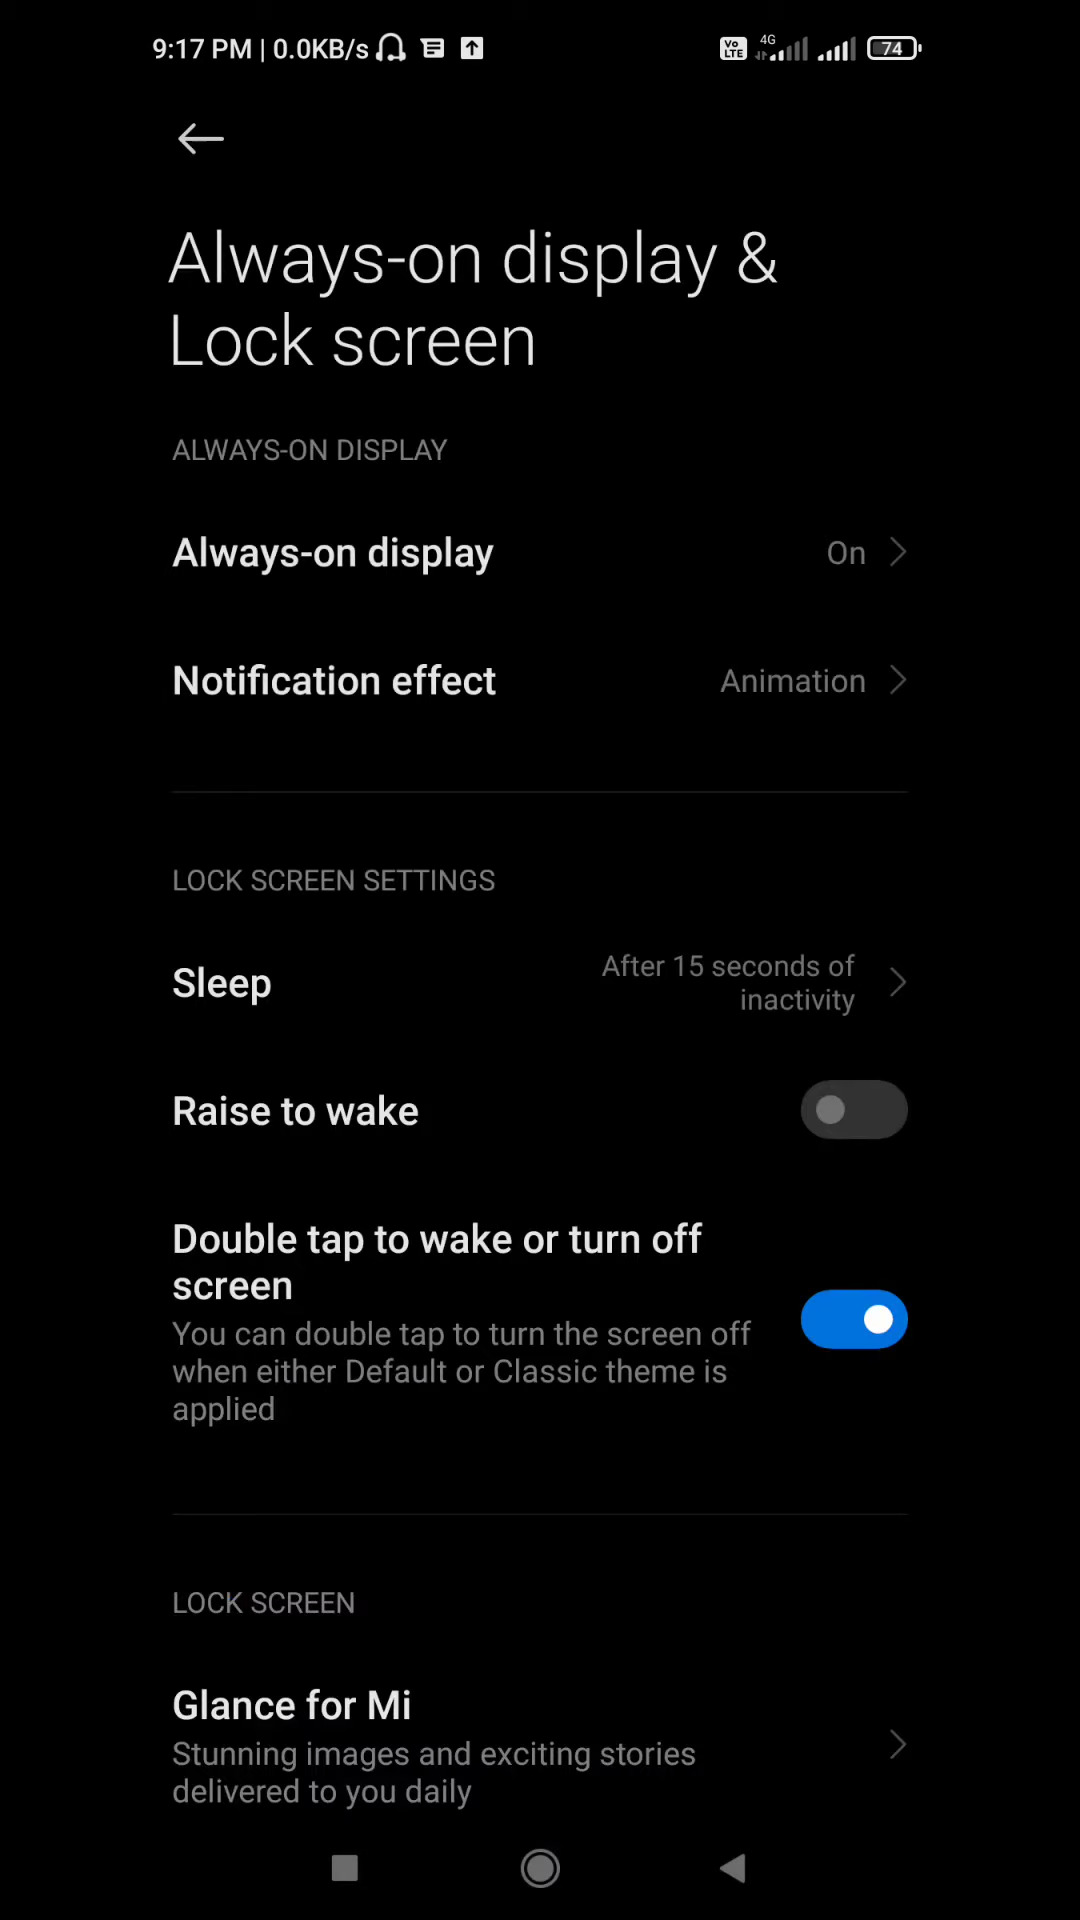 9:17 PM | 0.0KB/s
Vo LTE
4G
74
Always-on display &
Lock screen
ALWAYS-ON DISPLAY
Always-on display
On
Notification effect
Animation
LOCK SCREEN SETTINGS
Sleep
After 15 seconds of
inactivity
Raise to wake
Double tap to wake or turn off
screen
You can double tap to turn the screen off
when either Default or Classic theme is
applied
LOCK SCREEN
Glance for Mi
Stunning images and exciting stories
delivered to you daily